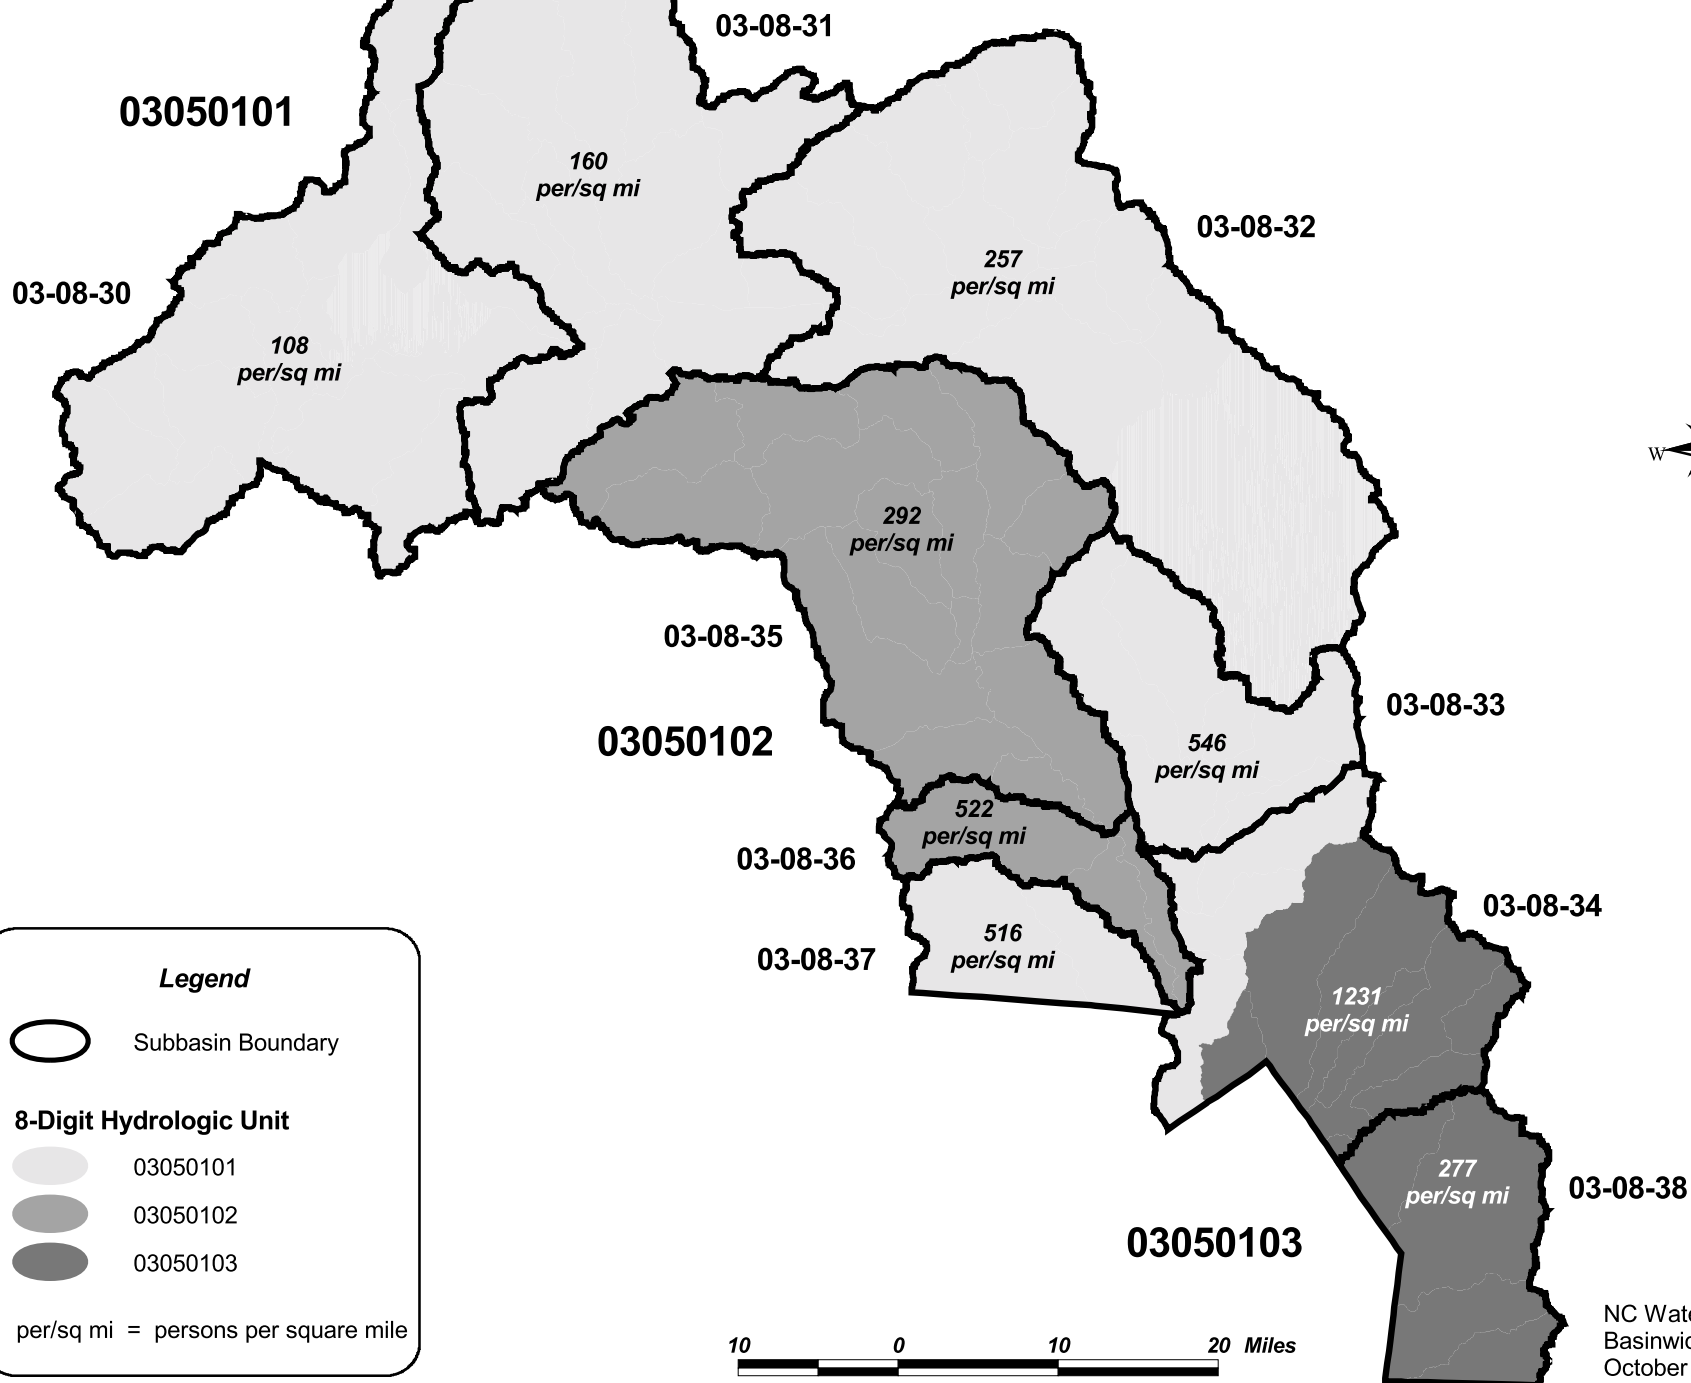 03-08-31
03050101
160
per/sq mi
03-08-32
257
per/sq mi
03-08-30
108
per/sq mi
W
292
per/sq mi
03-08-35
03-08-33
03050102
546
per/sq mi
522
per/sq mi
03-08-36
03-08-34
516
per/sq mi
03-08-37
1231
per/sq mi
277
per/sq mi
03-08-38
03050103
Legend
Subbasin Boundary
8-Digit Hydrologic Unit
03050101
03050102
03050103
per/sq mi = persons per square mile
10 0 10 20 Miles
NC Wate
Basinwid
October